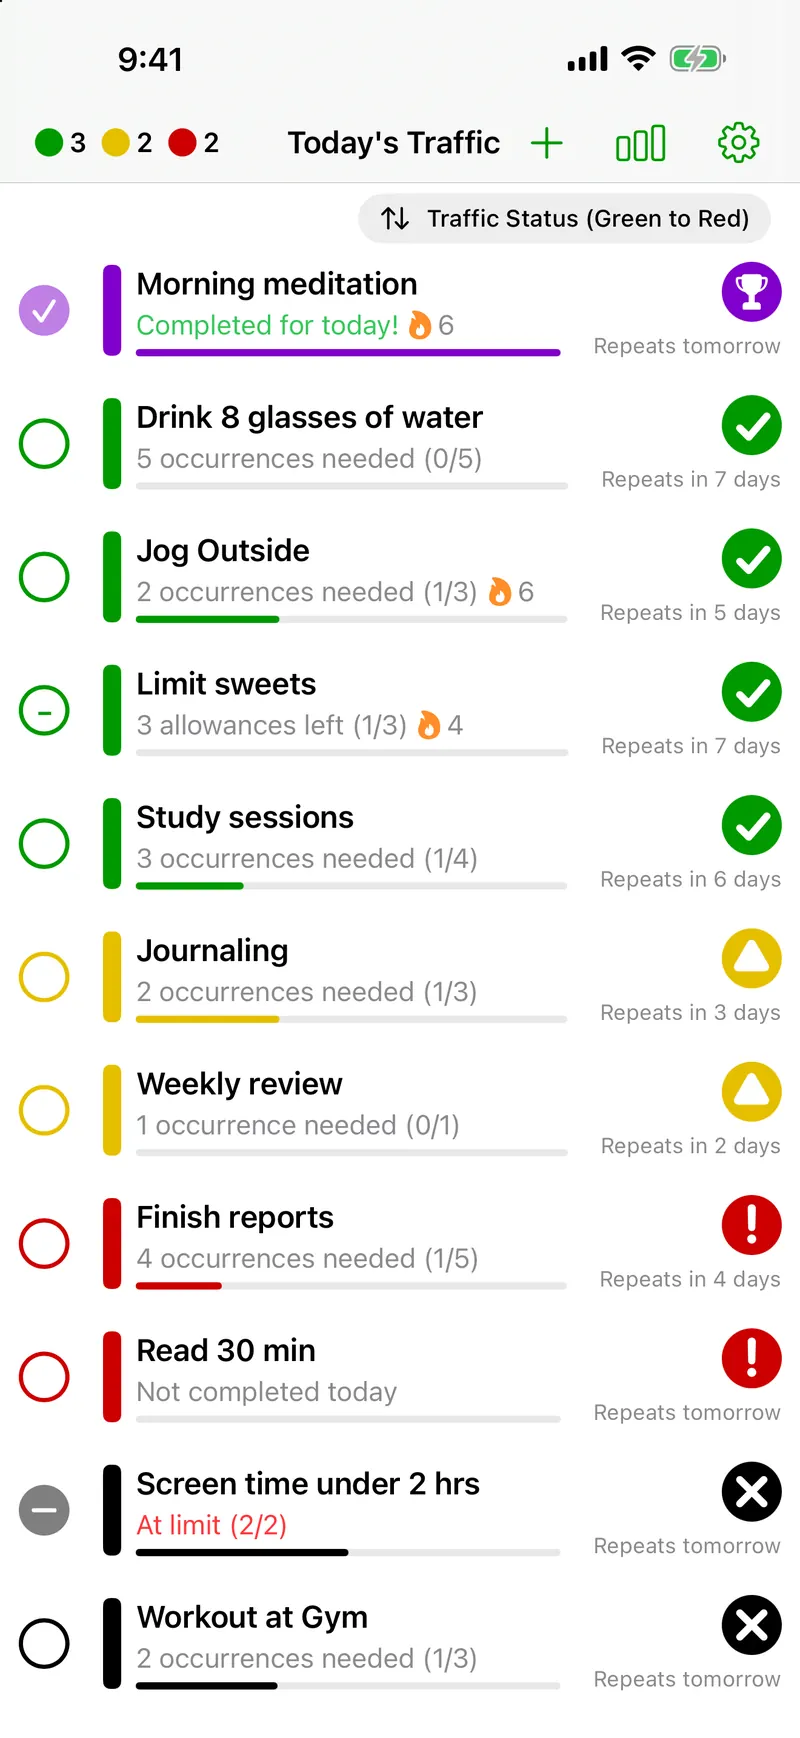 9:41
3 2 2 Today's Traffic
Traffic Status (Green to Red)
Morning meditation
Completed for today! 6
Repeats tomorrow
Drink 8 glasses of water
5 occurrences needed (0/5)
Repeats in 7 days
Jog Outside
2 occurrences needed (1/3) 6
Repeats in 5 days
Limit sweets
3 allowances left (1/3) 4
Repeats in 7 days
Study sessions
3 occurrences needed (1/4)
Repeats in 6 days
Journaling
2 occurrences needed (1/3)
Repeats in 3 days
Weekly review
1 occurrence needed (0/1)
Repeats in 2 days
Finish reports
4 occurrences needed (1/5)
Repeats in 4 days
Read 30 min
Not completed today
Repeats tomorrow
Screen time under 2 hrs
At limit (2/2)
Repeats tomorrow
Workout at Gym
2 occurrences needed (1/3)
Repeats tomorrow